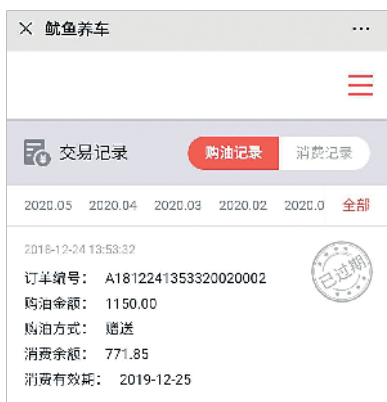 × 鱿鱼养车 ...
交易记录 购油记录 消费记录
2020.05 2020.04 2020.03 2020.02 2020.0 全部
2018-12-24 13:53:32
已过期
订单编号： A1812241353320020002
购油金额： 1150.00
购油方式： 赠送
消费余额： 771.85
消费有效期： 2019-12-25